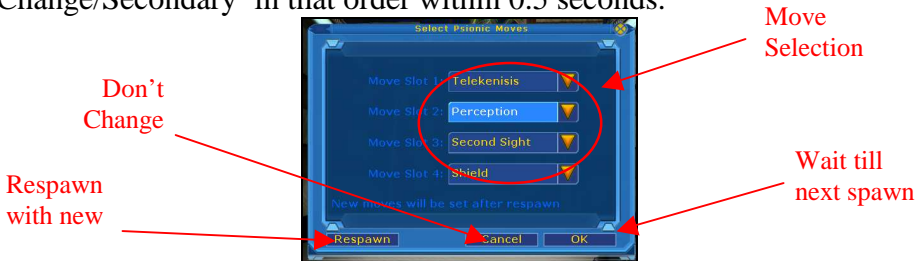 Change/Secondary' in that order within 0.5 seconds.
Select Psionic Moves
Move Selection
Move Slot 1: Telekenisis
Don't Change
Move Slot 2: Perception
Move Slot 3: Second Sight
Wait till next spawn
Move Slot 4: Shield
Respawn with new
New moves will be set after respawn
Respawn
Cancel
OK